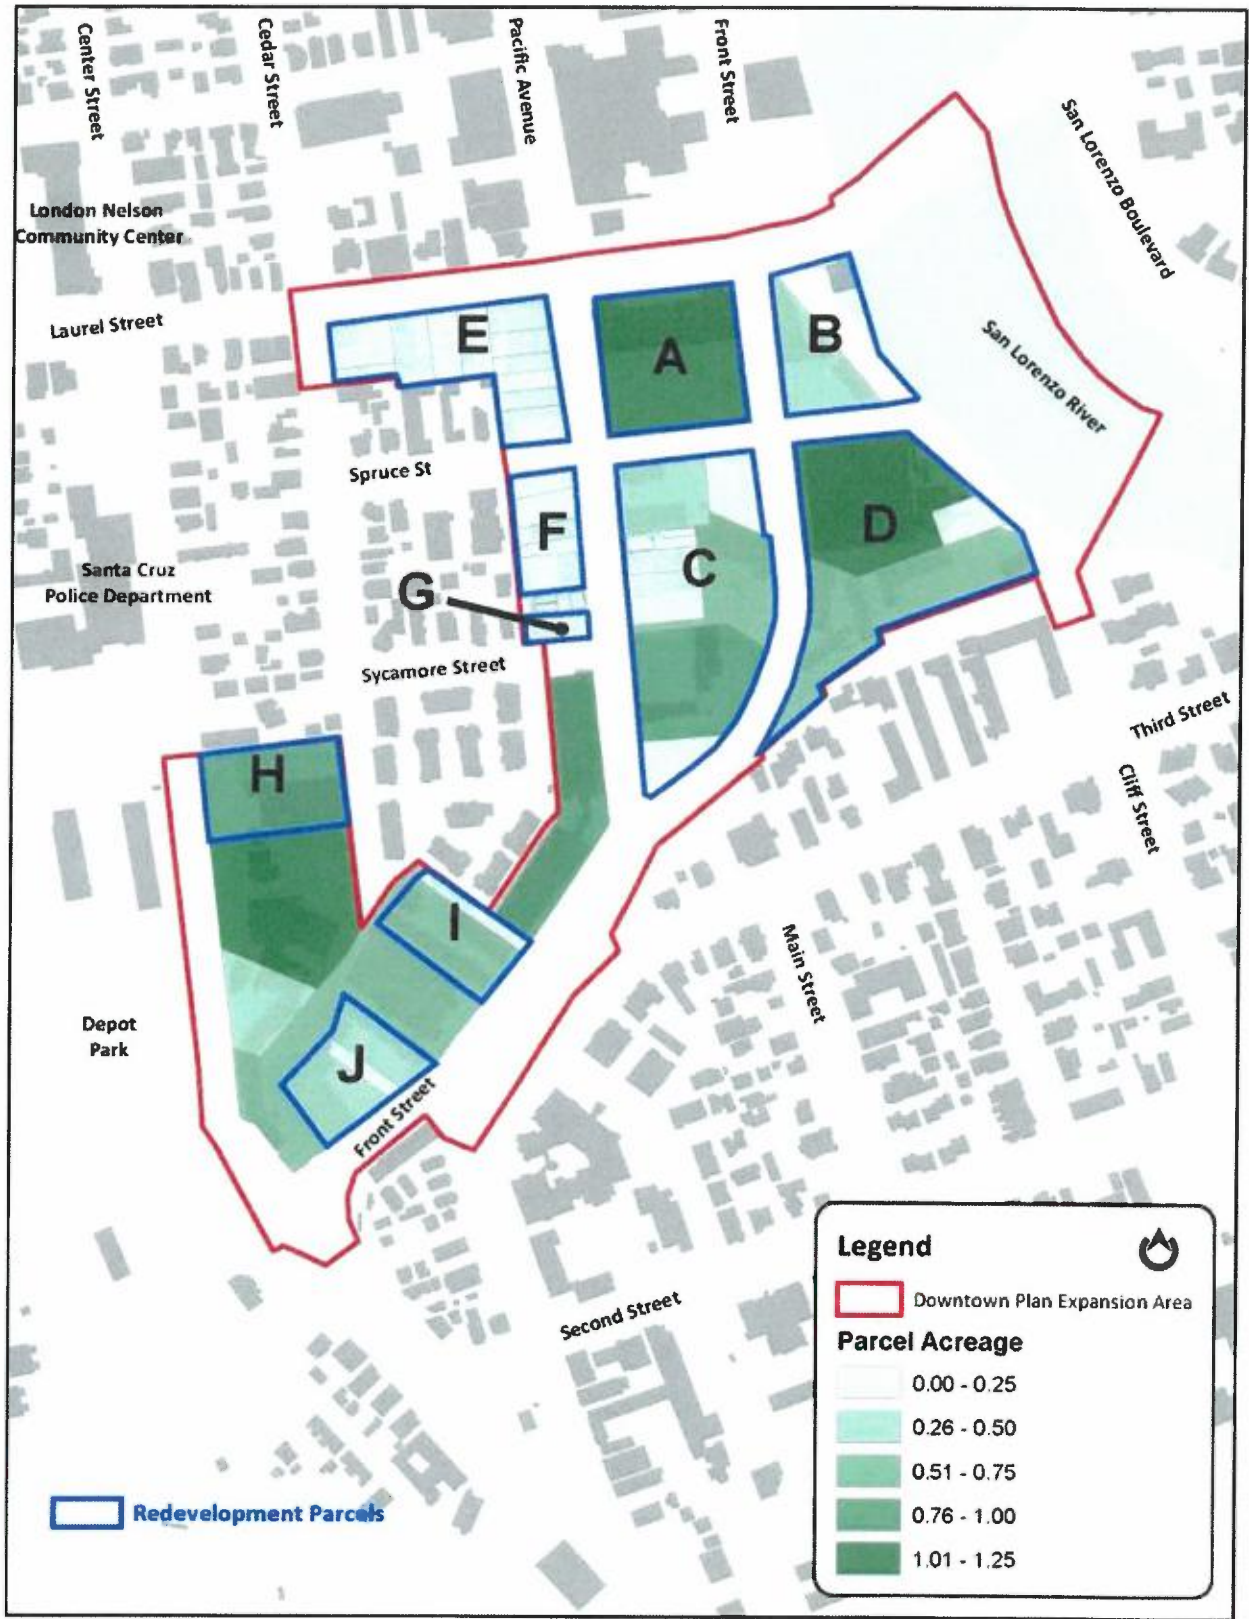 Center Street
Cedar Street
Pacific Avenue
Front Street
San Lorenzo Boulevard
London Nelson
Community Center
Laurel Street
E
A
B
San Lorenzo River
Spruce St
F
C
D
G
Santa Cruz
Police Department
Sycamore Street
Third Street
H
Cliff Street
I
Main Street
Depot
Park
J
Front Street
Second Street
Legend
Downtown Plan Expansion Area
Parcel Acreage
0.00 - 0.25
0.26 - 0.50
0.51 - 0.75
0.76 - 1.00
1.01 - 1.25
Redevelopment Parcels